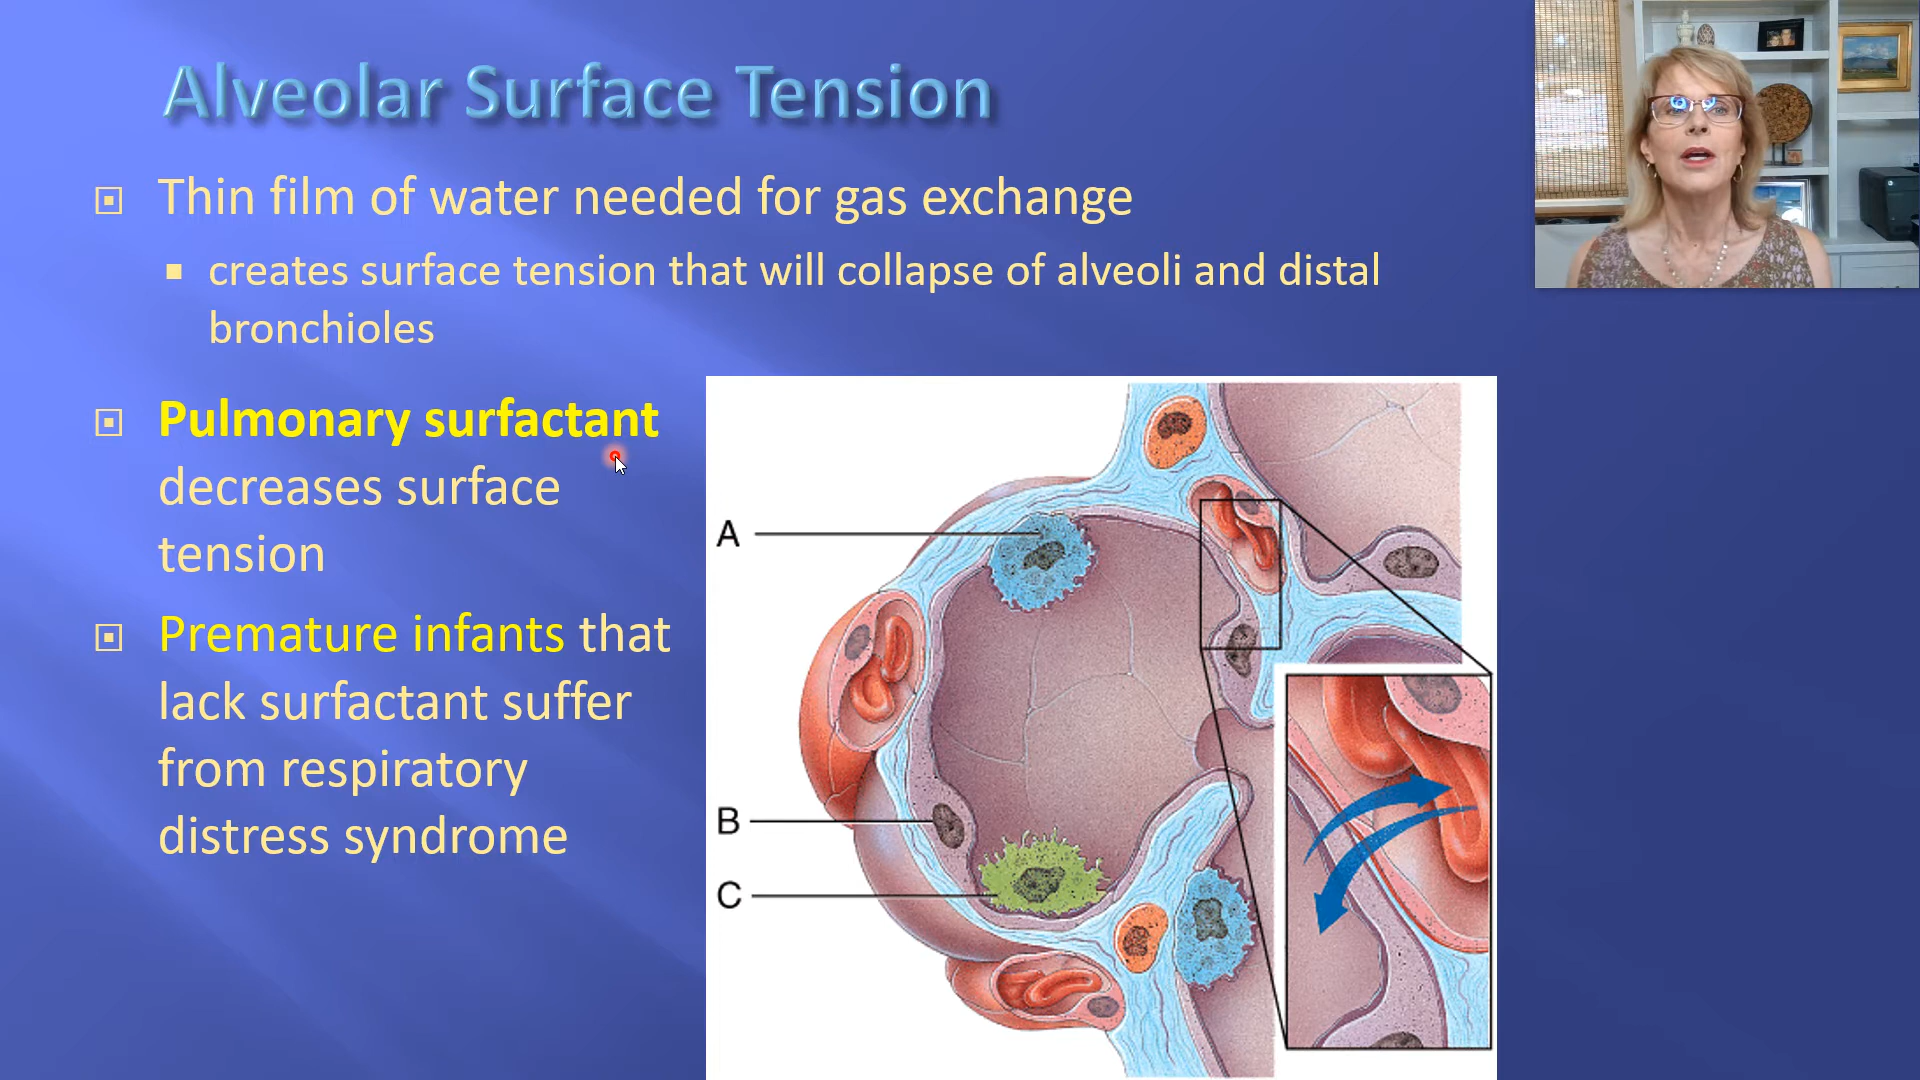 Alveolar Surface Tension
Thin film of water needed for gas exchange
creates surface tension that will collapse of alveoli and distal
bronchioles
Pulmonary surfactant
decreases surface
tension
Premature infants that
lack surfactant suffer
from respiratory
distress syndrome
A
B
C